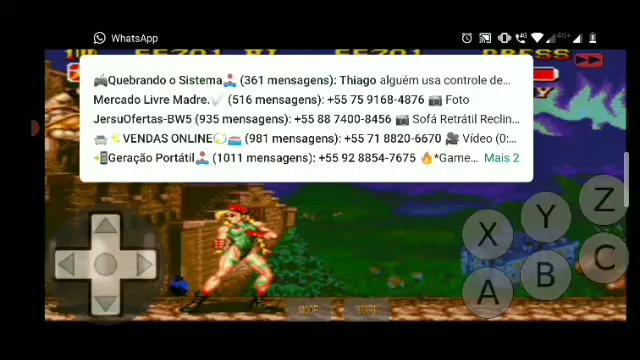 WhatsApp
4G+
🎮Quebrando o Sistema🕹️ (361 mensagens): Thiago alguém usa controle de...
Mercado Livre Madre.✅ (516 mensagens): +55 75 9168-4876 📷 Foto
JersuOfertas-BW5 (935 mensagens): +55 88 7400-8456 📷 Sofá Retrátil Reclin...
VENDAS ONLINE (981 mensagens): +55 71 8820-6670 🎥 Vídeo (0:...
Geração Portátil🕹️ (1011 mensagens): +55 92 8854-7675 🔥*Game... Mais 2
X Y Z
A B C
MODE START